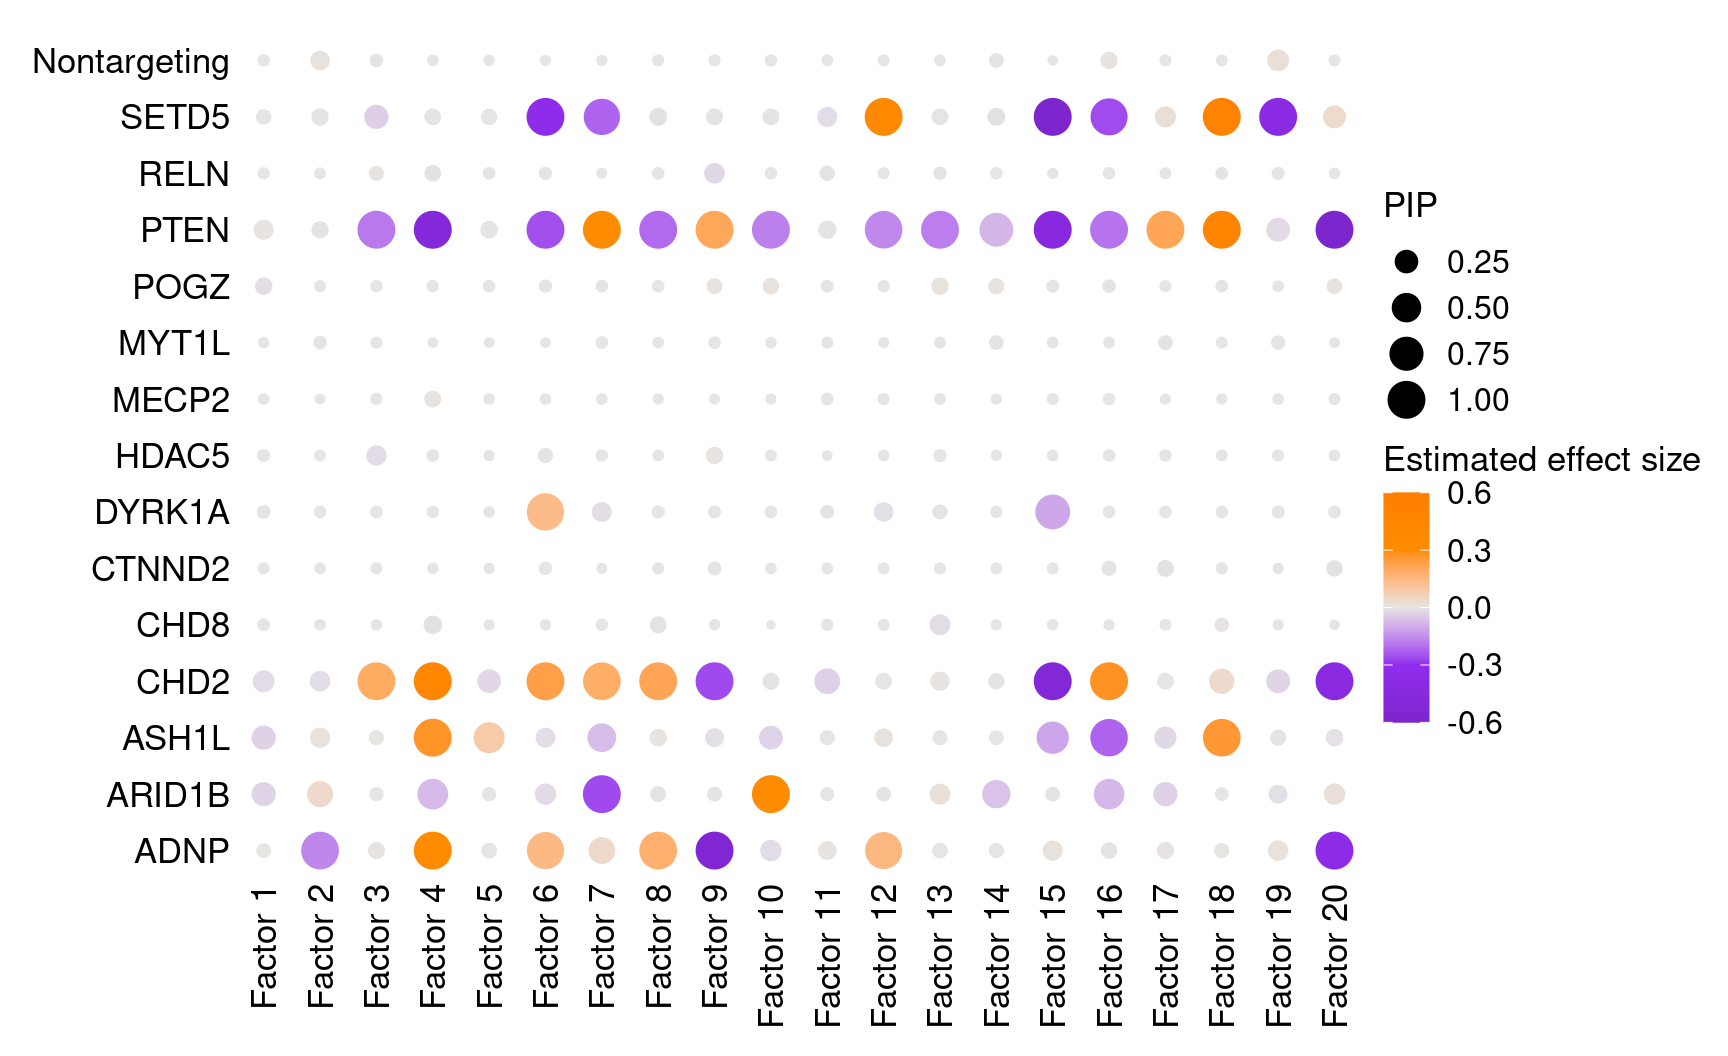 Nontargeting
SETD5
RELN
PTEN
POGZ
MYT1L
MECP2
HDAC5
DYRK1A
CTNND2
CHD8
CHD2
ASH1L
ARID1B
ADNP
Factor 1
Factor 2
Factor 3
Factor 4
Factor 5
Factor 6
Factor 7
Factor 8
Factor 9
Factor 10
Factor 11
Factor 12
Factor 13
Factor 14
Factor 15
Factor 16
Factor 17
Factor 18
Factor 19
Factor 20
PIP
0.25
0.50
0.75
1.00
Estimated effect size
0.6
0.3
0.0
-0.3
-0.6